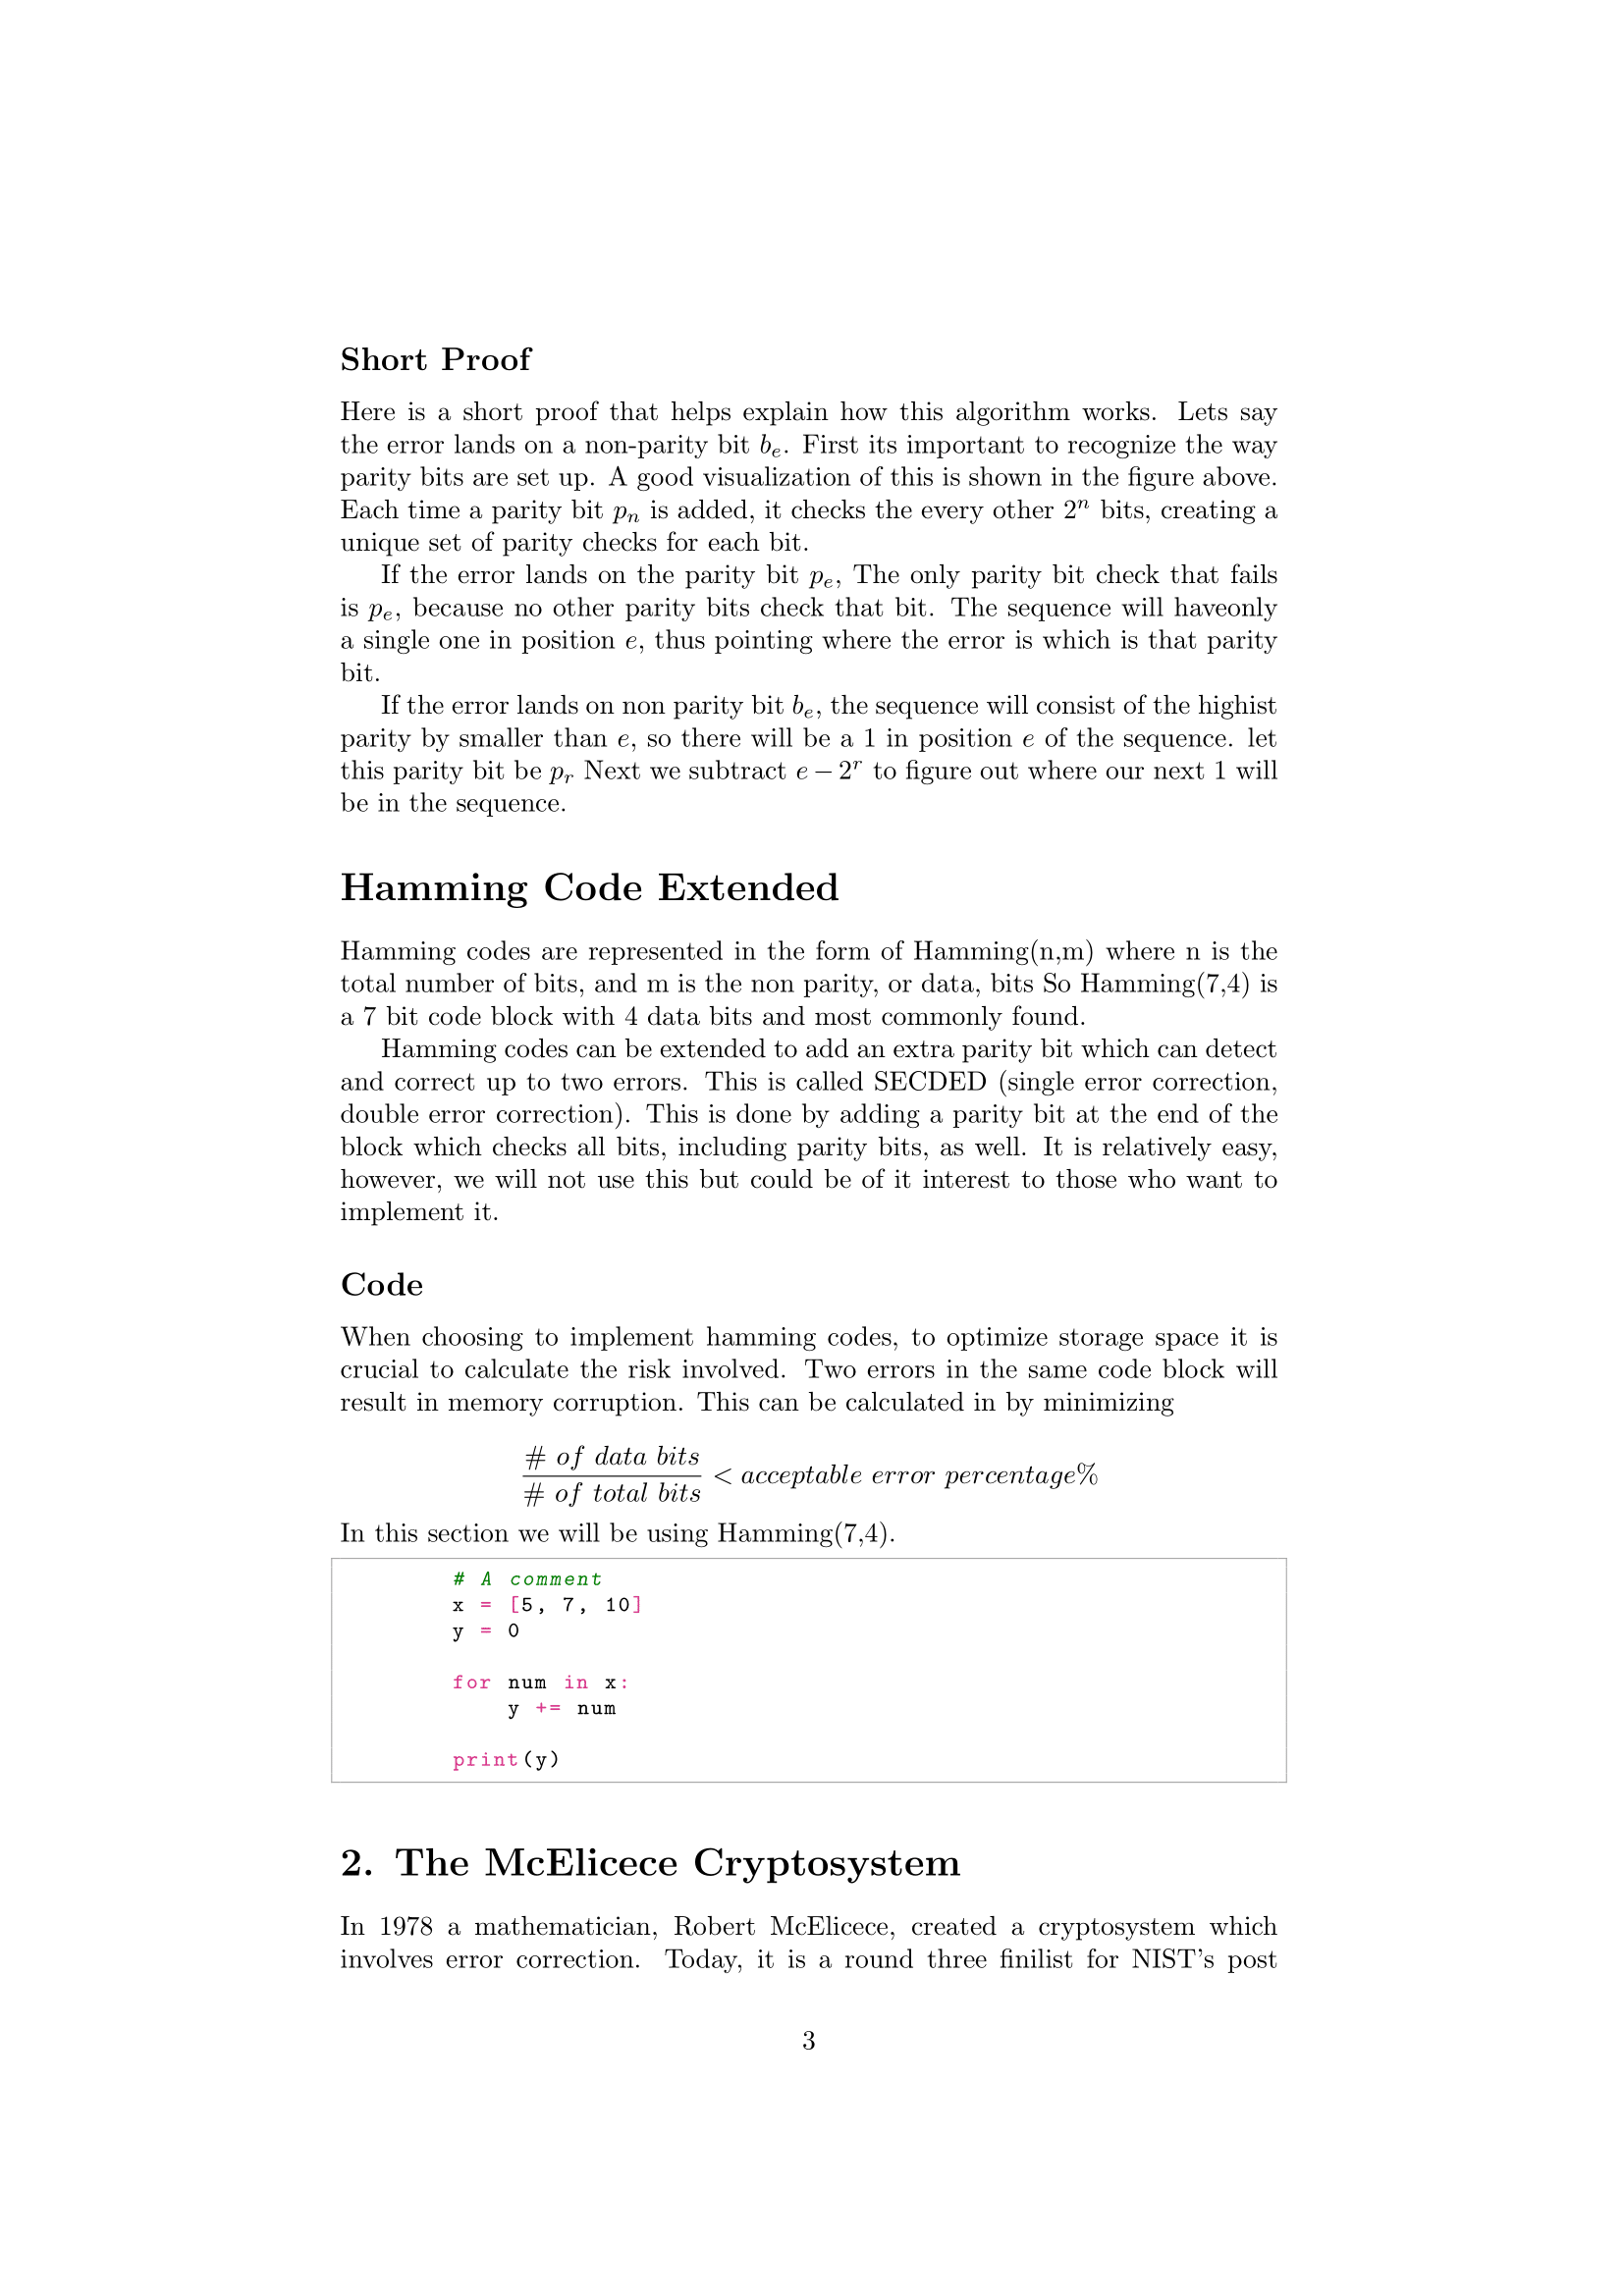 Short Proof
Here is a short proof that helps explain how this algorithm works. Lets say
the error lands on a non-parity bit bₑ. First its important to recognize the way
parity bits are set up. A good visualization of this is shown in the figure above.
Each time a parity bit pₙ is added, it checks the every other 2ⁿ bits, creating a
unique set of parity checks for each bit.
If the error lands on the parity bit pₑ, The only parity bit check that fails
is pₑ, because no other parity bits check that bit. The sequence will haveonly
a single one in position e, thus pointing where the error is which is that parity
bit.
If the error lands on non parity bit bₑ, the sequence will consist of the highist
parity by smaller than e, so there will be a 1 in position e of the sequence. let
this parity bit be pᵣ Next we subtract e − 2ʳ to figure out where our next 1 will
be in the sequence.
Hamming Code Extended
Hamming codes are represented in the form of Hamming(n,m) where n is the
total number of bits, and m is the non parity, or data, bits So Hamming(7,4) is
a 7 bit code block with 4 data bits and most commonly found.
Hamming codes can be extended to add an extra parity bit which can detect
and correct up to two errors. This is called SECDED (single error correction,
double error correction). This is done by adding a parity bit at the end of the
block which checks all bits, including parity bits, as well. It is relatively easy,
however, we will not use this but could be of it interest to those who want to
implement it.
Code
When choosing to implement hamming codes, to optimize storage space it is
crucial to calculate the risk involved. Two errors in the same code block will
result in memory corruption. This can be calculated in by minimizing
# of data bits
# of total bits < acceptable error percentage%
In this section we will be using Hamming(7,4).
# A comment
x = [5, 7, 10]
y = 0
for num in x:
    y += num
print(y)
2. The McElicece Cryptosystem
In 1978 a mathematician, Robert McElicece, created a cryptosystem which
involves error correction. Today, it is a round three finilist for NIST's post
3